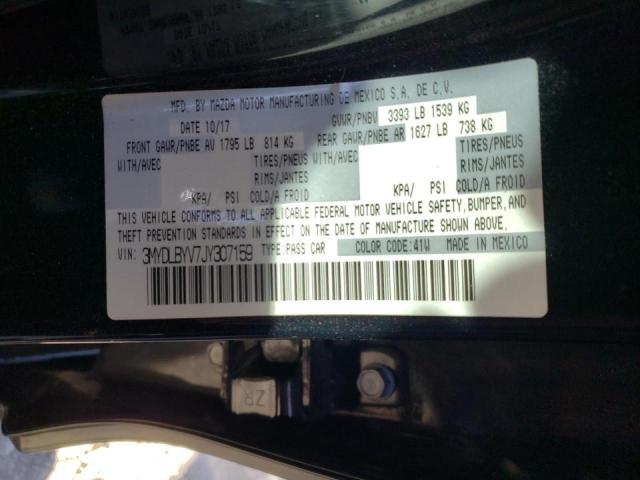 MFD. BY MAZDA MOTOR MANUFACTURING DE MEXICO S.A. DE C.V.
DATE 10/17 GVWR/PNBV 3393 LB 1539 KG
FRONT GAWR/PNBE AV 1795 LB 814 KG REAR GAWR/PNBE AR 1627 LB 738 KG
WITH/AVEC TIRES/PNEUS WITH/AVEC TIRES/PNEUS
RIMS/JANTES RIMS/JANTES
KPA/ PSI COLD/A FROID KPA/ PSI COLD/A FROID
THIS VEHICLE CONFORMS TO ALL APPLICABLE FEDERAL MOTOR VEHICLE SAFETY, BUMPER, AND
THEFT PREVENTION STANDARDS IN EFFECT ON THE DATE OF MANUFACTURE SHOWN ABOVE.
VIN: 3MYDLBYV7JY307159 TYPE: PASS CAR COLOR CODE: 41W MADE IN MEXICO
ZR